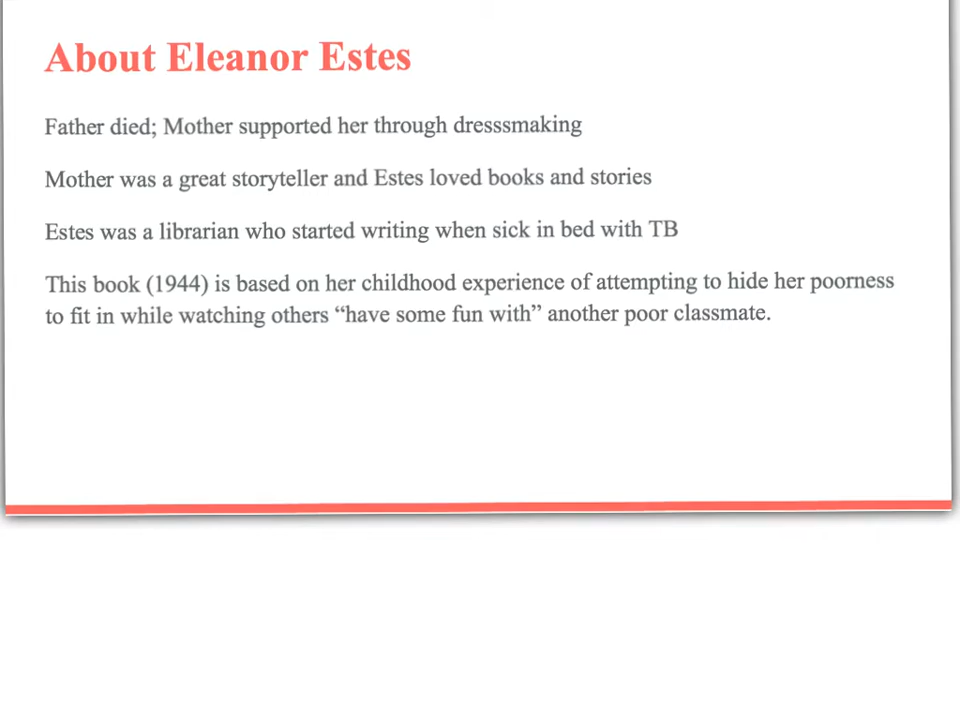 About Eleanor Estes
Father died; Mother supported her through dresssmaking
Mother was a great storyteller and Estes loved books and stories
Estes was a librarian who started writing when sick in bed with TB
This book (1944) is based on her childhood experience of attempting to hide her poorness
to fit in while watching others “have some fun with” another poor classmate.